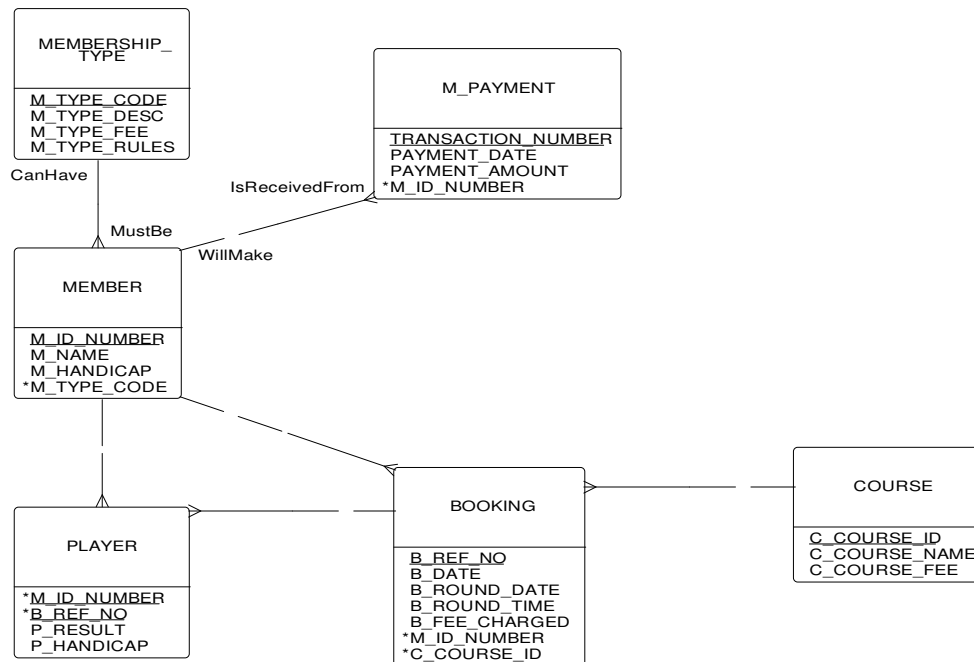 MEMBERSHIP_
TYPE
M_TYPE_CODE
M_TYPE_DESC
M_TYPE_FEE
M_TYPE_RULES
M_PAYMENT
TRANSACTION_NUMBER
PAYMENT_DATE
PAYMENT_AMOUNT
*M_ID_NUMBER
CanHave
IsReceivedFrom
MustBe
WillMake
MEMBER
M_ID_NUMBER
M_NAME
M_HANDICAP
*M_TYPE_CODE
PLAYER
*M_ID_NUMBER
*B_REF_NO
P_RESULT
P_HANDICAP
BOOKING
B_REF_NO
B_DATE
B_ROUND_DATE
B_ROUND_TIME
B_FEE_CHARGED
*M_ID_NUMBER
*C_COURSE_ID
COURSE
C_COURSE_ID
C_COURSE_NAME
C_COURSE_FEE